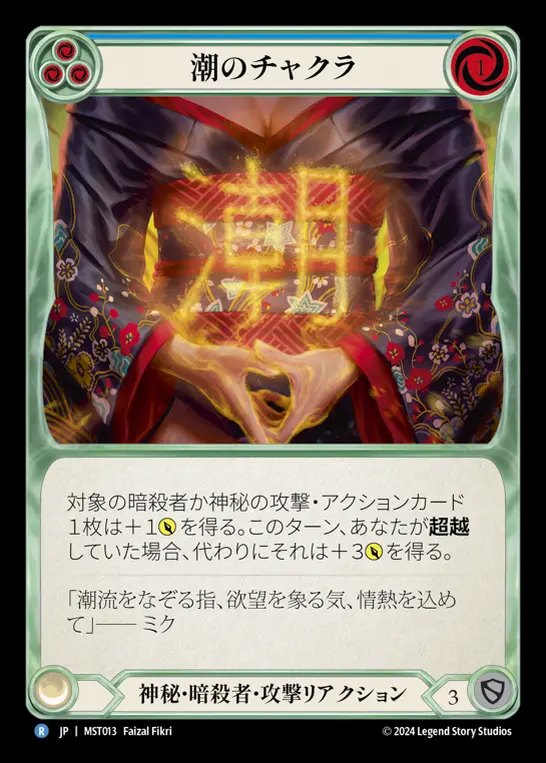 潮のチャクラ
1
潮
対象の暗殺者か神秘の攻撃・アクションカード
1枚は＋1を得る。このターン、あなたが超越
していた場合、代わりにそれは＋3を得る。
「潮流をなぞる指、欲望を象る気、情熱を込め
て」── ミク
神秘・暗殺者・攻撃リアクション
3
R JP | MST013 Faizal Fikri
© 2024 Legend Story Studios